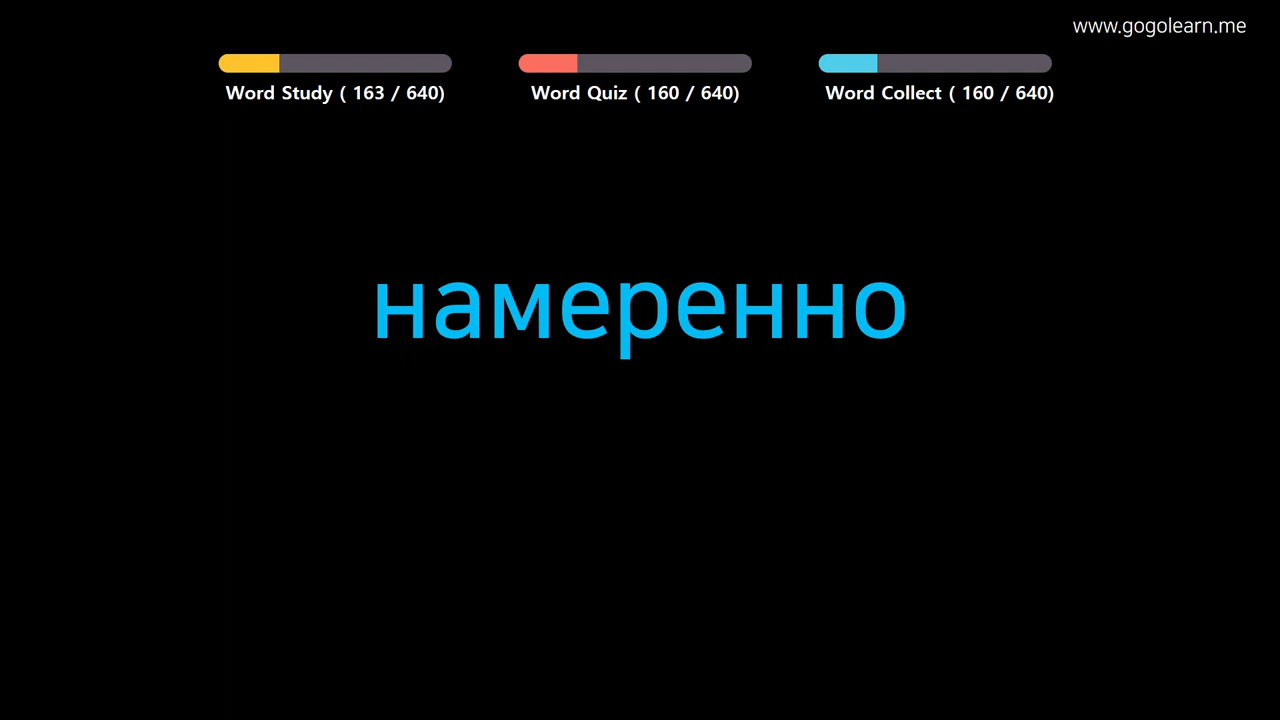 www.gogolearn.me
Word Study ( 163 / 640)
Word Quiz ( 160 / 640)
Word Collect ( 160 / 640)
намеренно